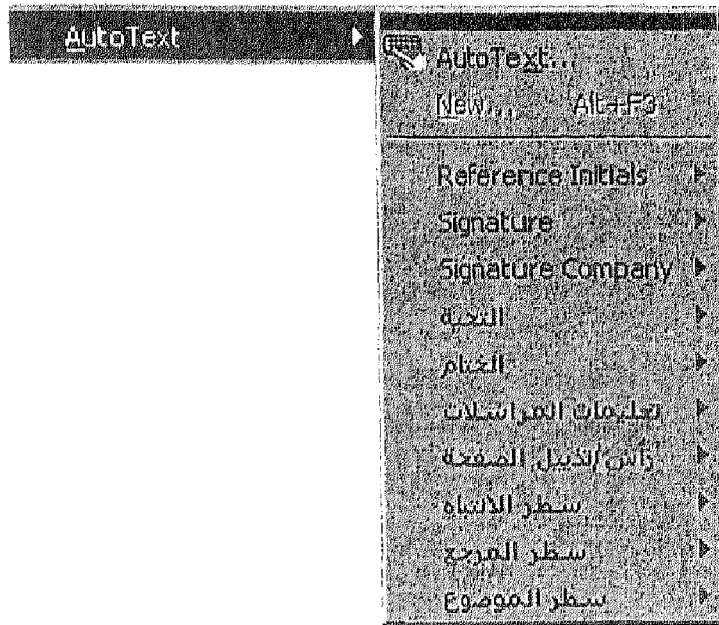 AutoText
AutoText...
New... Alt+F3
Reference Initials
Signature
Signature Company
التحية
الختام
تعليمات المراسلات
رأس/تذييل الصفحة
سطر الانتباه
سطر المرجع
سطر الموضوع